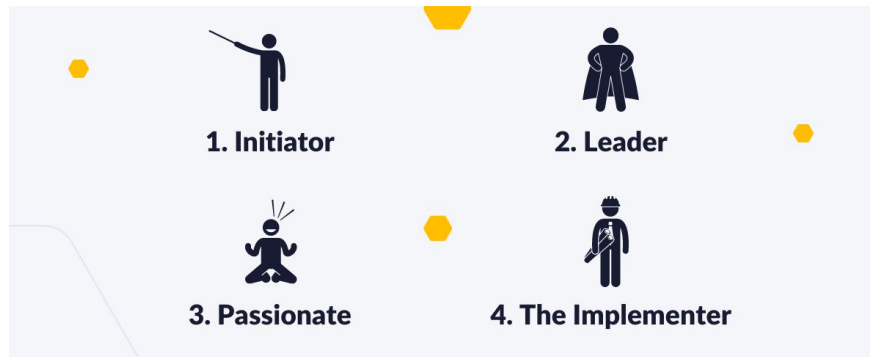 1. Initiator
2. Leader
3. Passionate
4. The Implementer